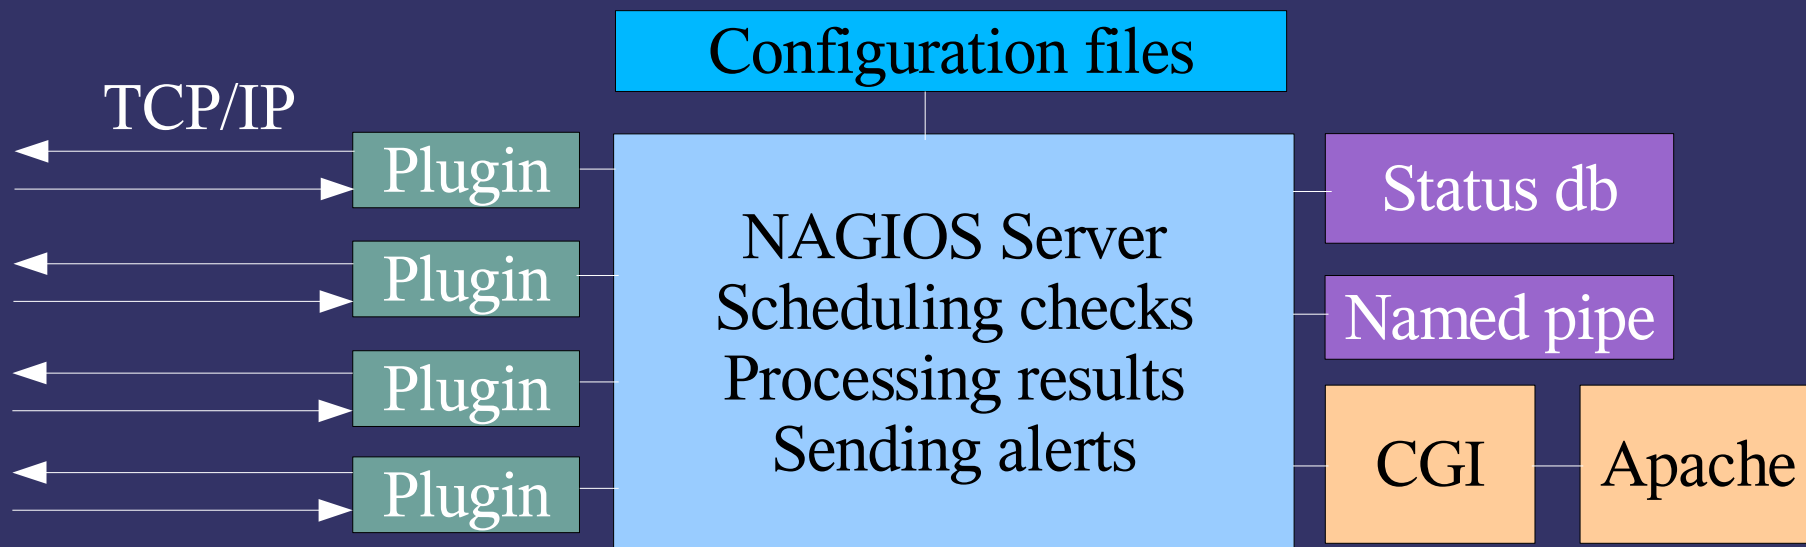 Configuration files
TCP/IP
Plugin
Plugin
Plugin
Plugin
NAGIOS Server
Scheduling checks
Processing results
Sending alerts
Status db
Named pipe
CGI
Apache